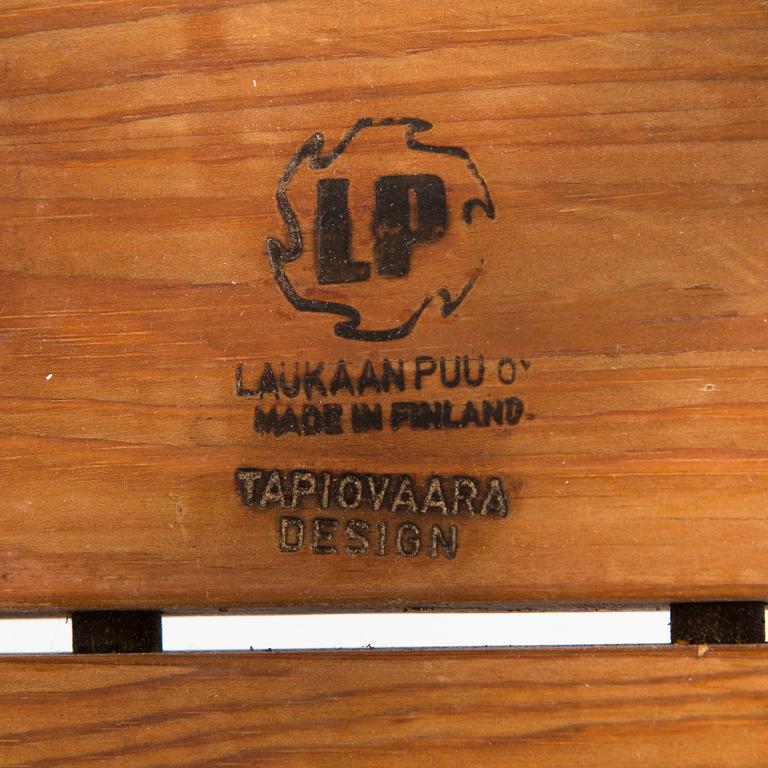 LP
LAUKAAN PUU OY
MADE IN FINLAND
TAPIOVAARA
DESIGN